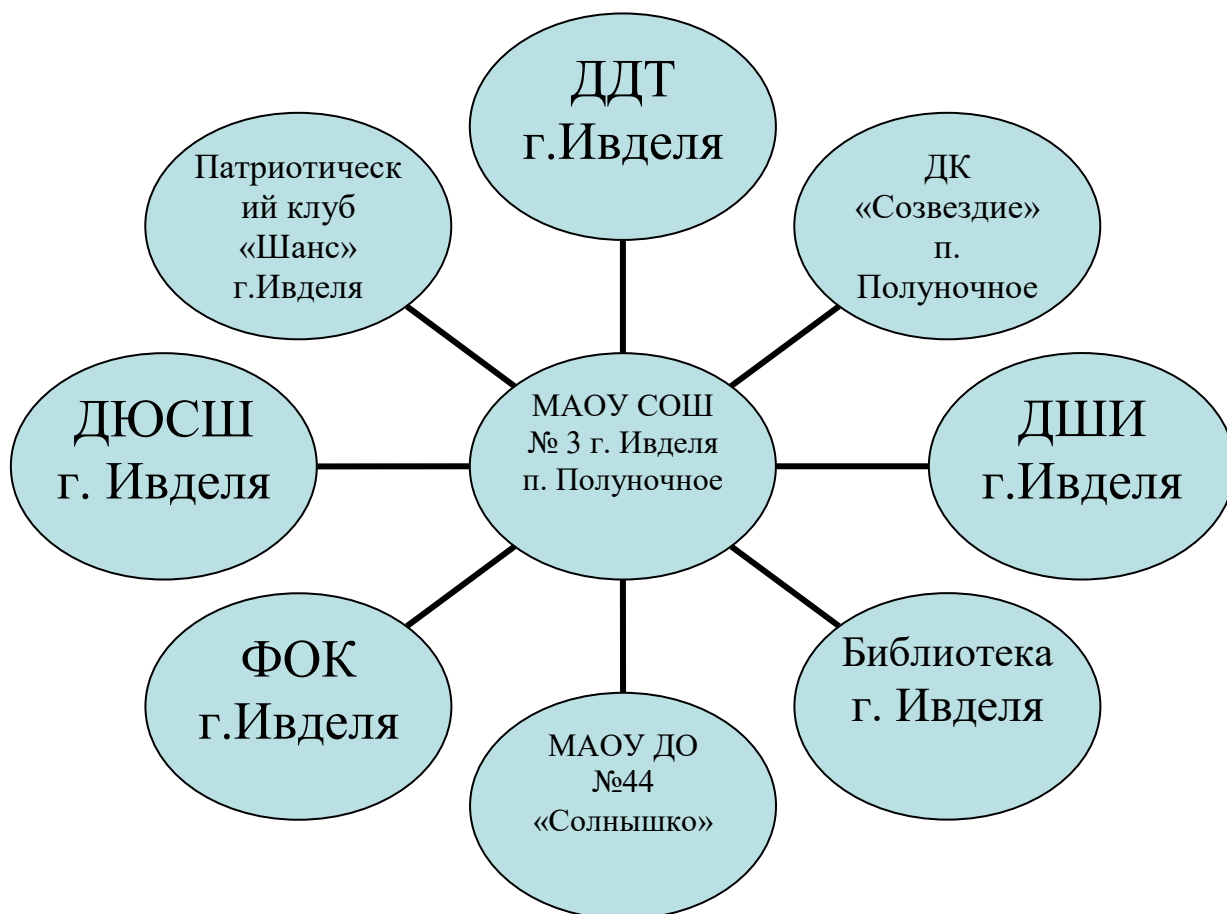 ДДТ
г.Ивделя
Патриотическ
ий клуб
«Шанс»
г.Ивделя
ДК
«Созвездие»
п.
Полуночное
ДЮСШ
г. Ивделя
МАОУ СОШ
№ 3 г. Ивделя
п. Полуночное
ДШИ
г.Ивделя
ФОК
г.Ивделя
Библиотека
г. Ивделя
МАОУ ДО
№44
«Солнышко»